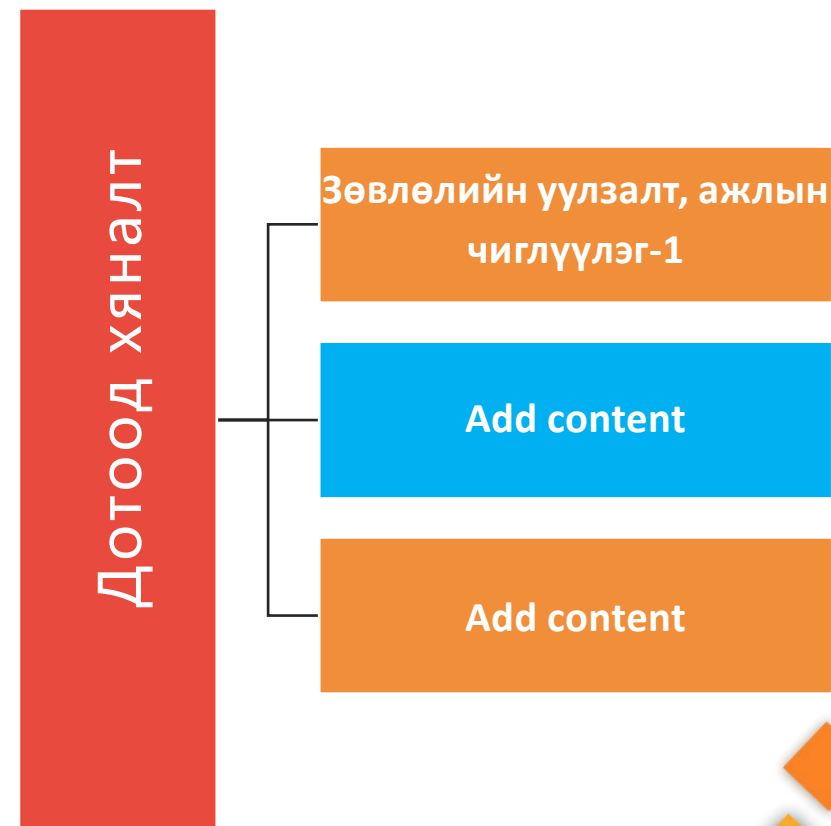 Дотоод хяналт
Зөвлөлийн уулзалт, ажлын
чиглүүлэг-1
Add content
Add content